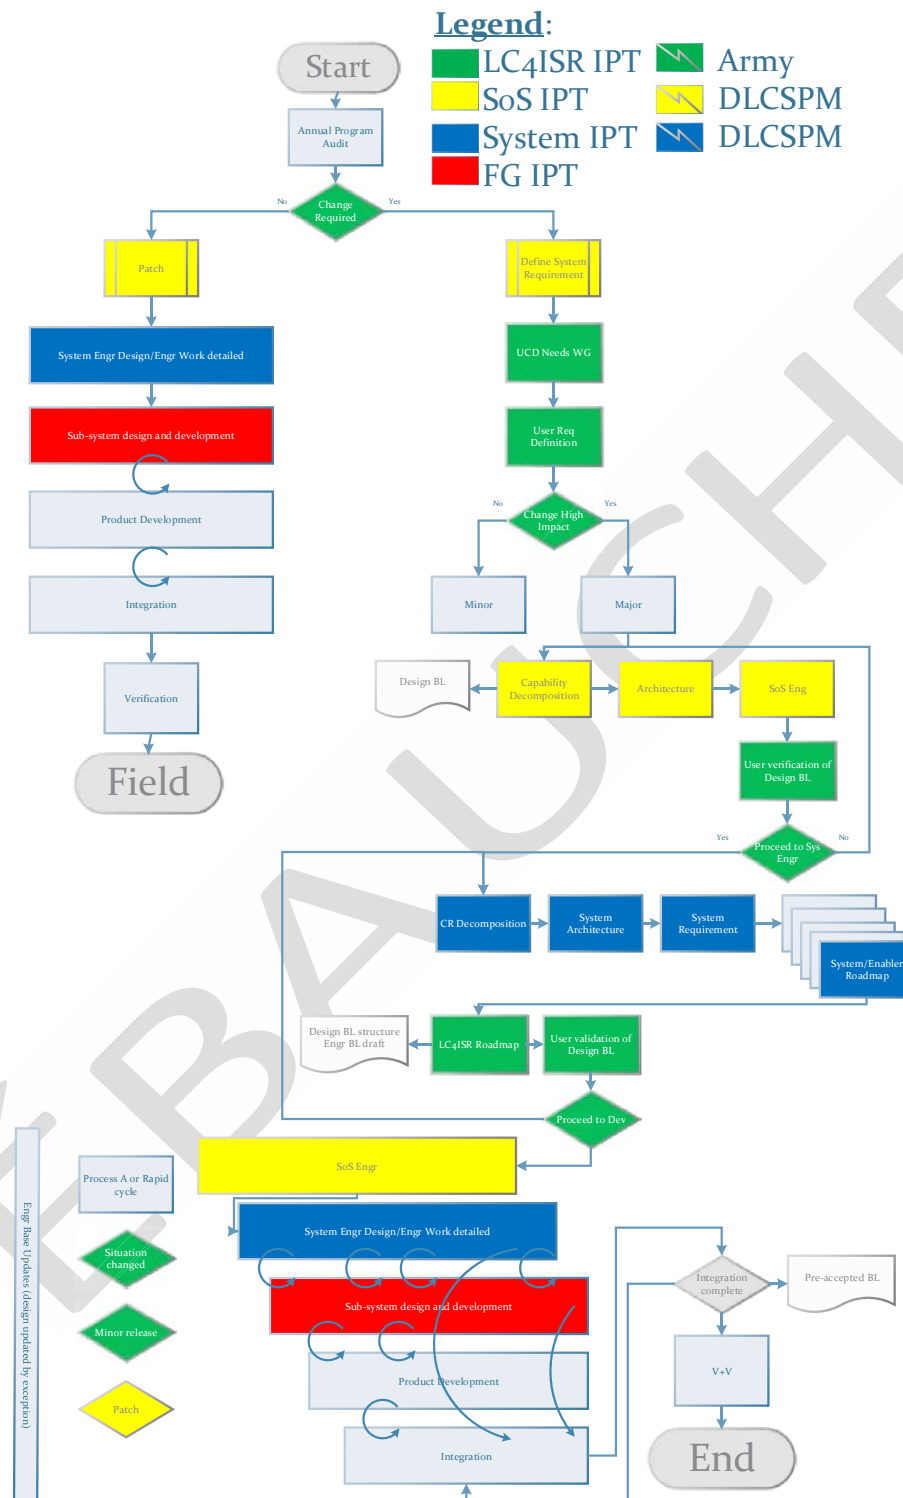 Legend:
LC4ISR IPT
Army
SoS IPT
DLCSPM
System IPT
DLCSPM
FG IPT
Start
Annual Program
Audit
Change
Required
No
Yes
Patch
Define System
Requirement
System Engr Design/Engr Work detailed
UCD Needs WG
Sub-system design and development
User Req
Definition
Product Development
No
Yes
Change High
Impact
Integration
Minor
Major
Verification
Design BL
Capability
Decomposition
Architecture
SoS Eng
Field
User verification of
Design BL
Yes
No
Proceed to Sys
Engr
CR Decomposition
System
Architecture
System
Requirement
System/Enabler
Roadmap
Design BL structure
Engr BL draft
LC4ISR Roadmap
User validation of
Design BL
Proceed to Dev
Engr Base Updates (design updated by exception)
Process A or Rapid
cycle
SoS Engr
Situation
changed
System Engr Design/Engr Work detailed
Integration
complete
Pre-accepted BL
Minor release
Sub-system design and development
Product Development
V+V
Patch
Integration
End
EBAUCHE